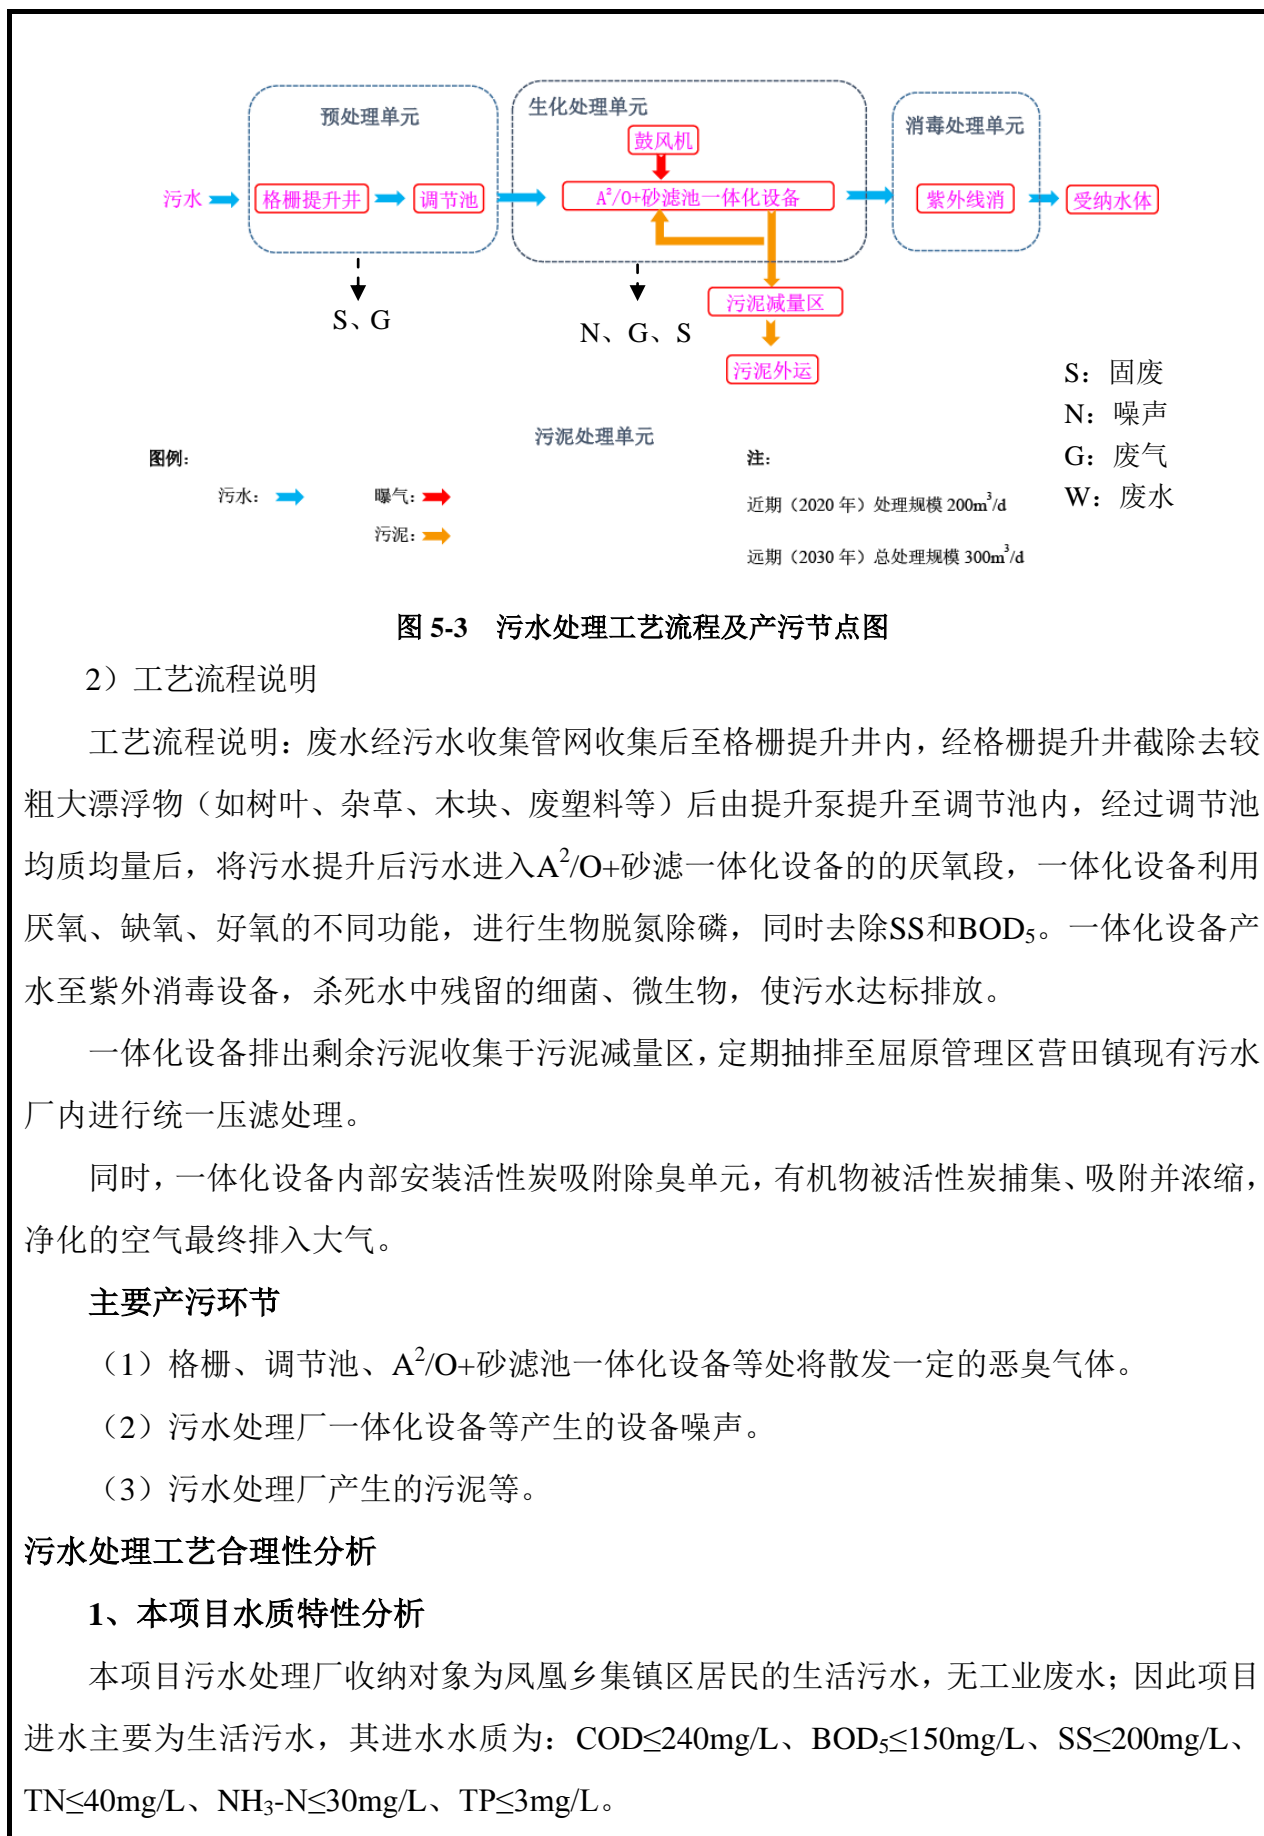 预处理单元
生化处理单元
消毒处理单元
鼓风机
污水
格栅提升井
调节池
A²/O+砂滤池一体化设备
紫外线消
受纳水体
污泥减量区
S、G
N、G、S
污泥外运
S：固废
N：噪声
G：废气
W：废水
污泥处理单元
图例：
注：
污水：
曝气：
污泥：
近期（2020 年）处理规模 200m³/d
远期（2030 年）总处理规模 300m³/d
图 5-3　污水处理工艺流程及产污节点图
2）工艺流程说明
工艺流程说明：废水经污水收集管网收集后至格栅提升井内，经格栅提升井截除去较
粗大漂浮物（如树叶、杂草、木块、废塑料等）后由提升泵提升至调节池内，经过调节池
均质均量后，将污水提升后污水进入A²/O+砂滤一体化设备的的厌氧段，一体化设备利用
厌氧、缺氧、好氧的不同功能，进行生物脱氮除磷，同时去除SS和BOD₅。一体化设备产
水至紫外消毒设备，杀死水中残留的细菌、微生物，使污水达标排放。
一体化设备排出剩余污泥收集于污泥减量区，定期抽排至屈原管理区营田镇现有污水
厂内进行统一压滤处理。
同时，一体化设备内部安装活性炭吸附除臭单元，有机物被活性炭捕集、吸附并浓缩，
净化的空气最终排入大气。
主要产污环节
（1）格栅、调节池、A²/O+砂滤池一体化设备等处将散发一定的恶臭气体。
（2）污水处理厂一体化设备等产生的设备噪声。
（3）污水处理厂产生的污泥等。
污水处理工艺合理性分析
1、本项目水质特性分析
本项目污水处理厂收纳对象为凤凰乡集镇区居民的生活污水，无工业废水；因此项目
进水主要为生活污水，其进水水质为：COD≤240mg/L、BOD₅≤150mg/L、SS≤200mg/L、
TN≤40mg/L、NH₃-N≤30mg/L、TP≤3mg/L。